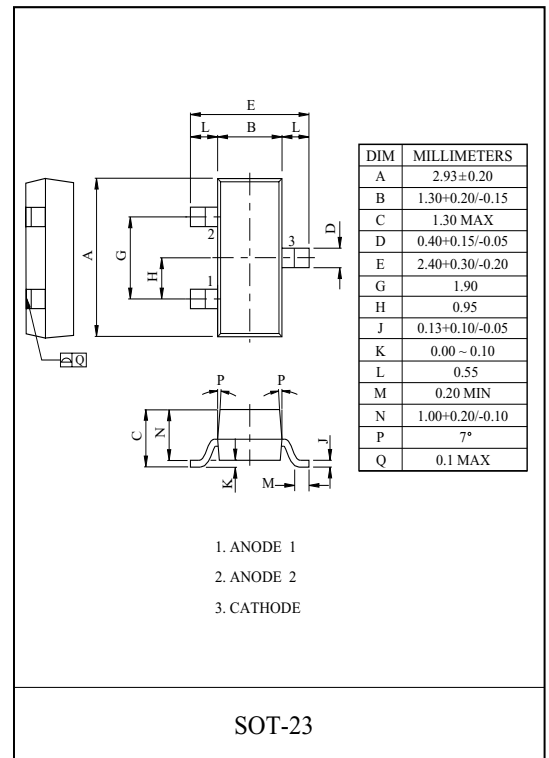 E
L B L
A
G
H
2
1
3
D
D Q
P P
C
N
K
M
J
DIM MILLIMETERS
A 2.93±0.20
B 1.30+0.20/-0.15
C 1.30 MAX
D 0.40+0.15/-0.05
E 2.40+0.30/-0.20
G 1.90
H 0.95
J 0.13+0.10/-0.05
K 0.00 ~ 0.10
L 0.55
M 0.20 MIN
N 1.00+0.20/-0.10
P 7°
Q 0.1 MAX
1. ANODE 1
2. ANODE 2
3. CATHODE
SOT-23